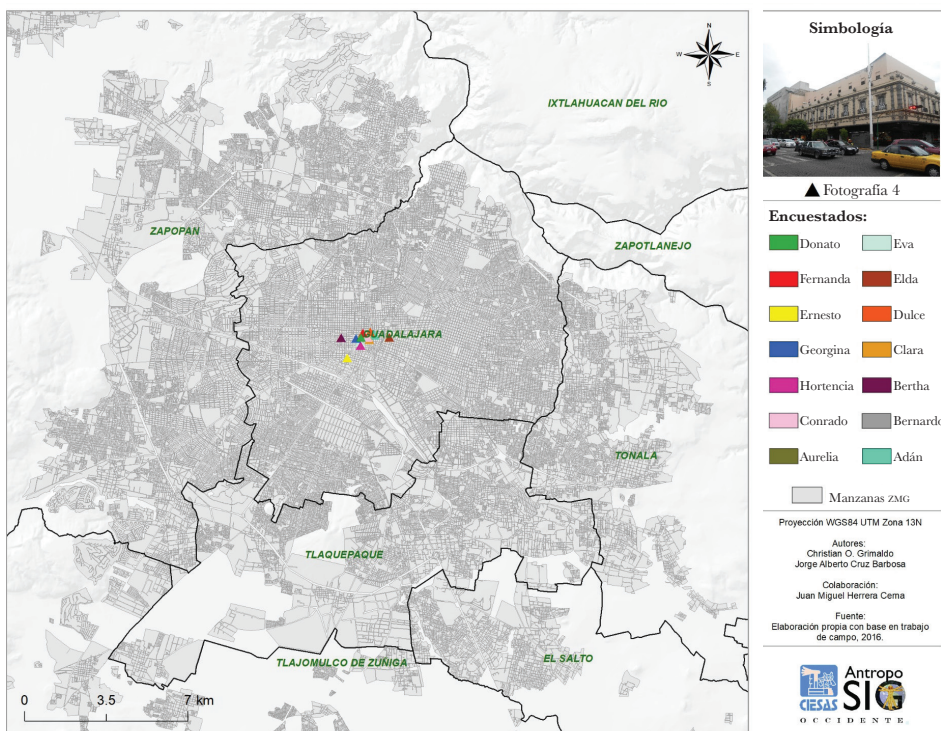 N
W E
S
IXTLAHUACAN DEL RIO
ZAPOPAN
ZAPOTLANEJO
GUADALAJARA
TONALA
TLAQUEPAQUE
TLAJOMULCO DE ZUÑIGA
EL SALTO
0 3.5 7 km
Simbología
Fotografía 4
Encuestados:
Donato Eva
Fernanda Elda
Ernesto Dulce
Georgina Clara
Hortencia Bertha
Conrado Bernardo
Aurelia Adán
Manzanas ZMG
Proyección WGS84 UTM Zona 13N
Autores:
Christian O. Grimaldo
Jorge Alberto Cruz Barbosa
Colaboración:
Juan Miguel Herrera Cema
Fuente:
Elaboración propia con base en trabajo
de campo, 2016.
CIESAS
Antropo
SIG
OCCIDENTE